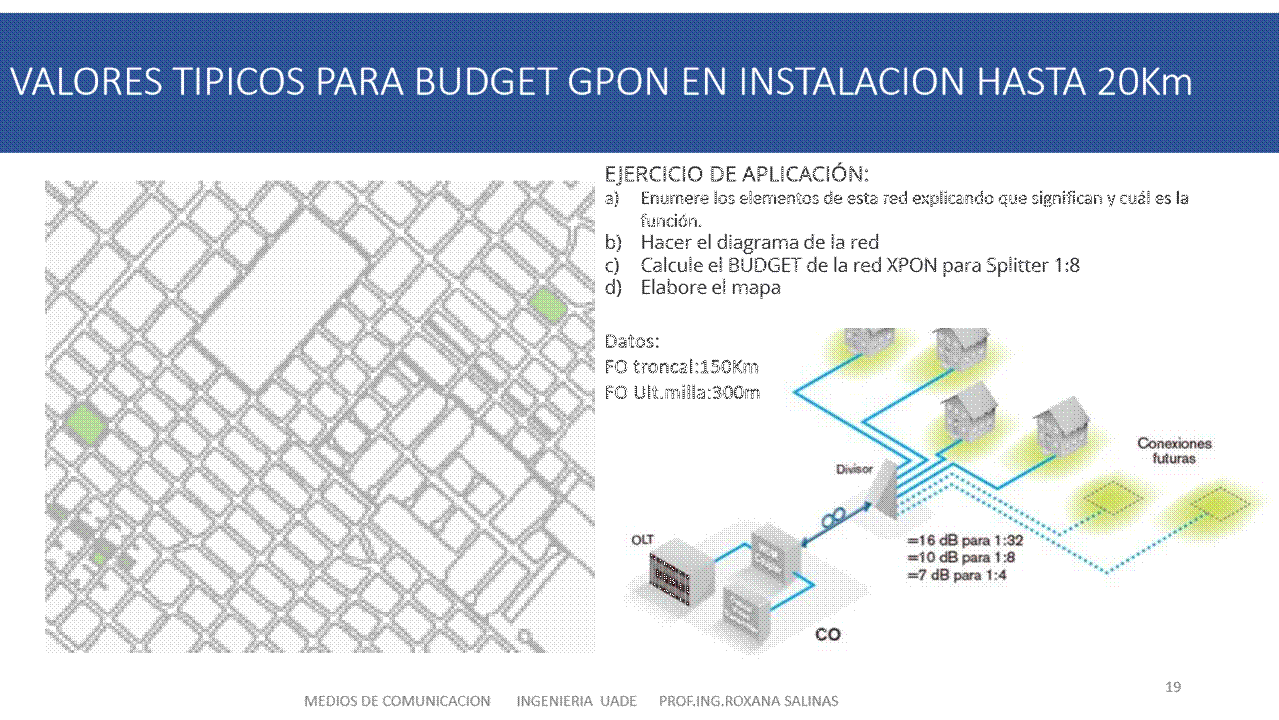 VALORES TIPICOS PARA BUDGET GPON EN INSTALACION HASTA 20Km
EJERCICIO DE APLICACIÓN:
a) Enumere los elementos de esta red explicando que significan y cuál es la
función.
b) Hacer el diagrama de la red
c) Calcule el BUDGET de la red XPON para Splitter 1:8
d) Elabore el mapa
Datos:
FO troncal:150Km
FO Ult.milla:300m
Conexiones
futuras
Divisor
OLT
=16 dB para 1:32
=10 dB para 1:8
=7 dB para 1:4
CO
MEDIOS DE COMUNICACION INGENIERIA UADE PROF.ING.ROXANA SALINAS
19